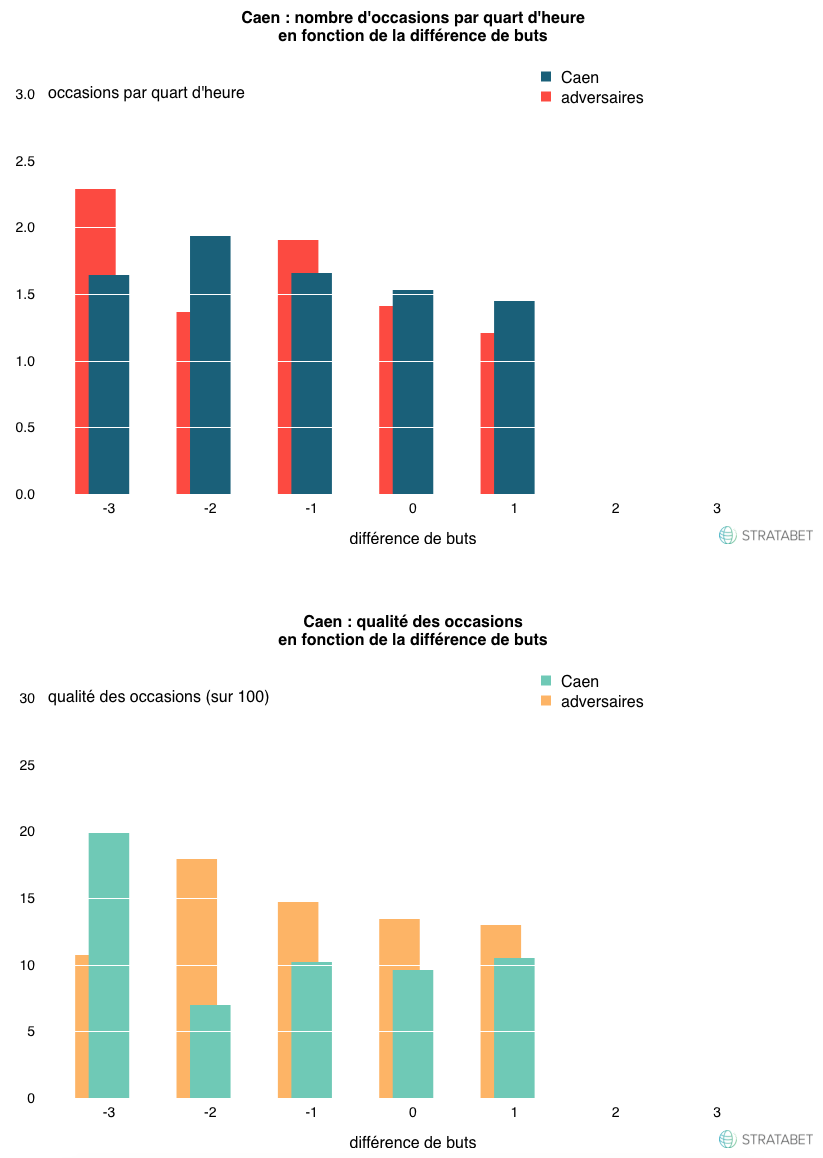 Caen : nombre d'occasions par quart d'heure
en fonction de la différence de buts
Caen
adversaires
3.0 occasions par quart d'heure
2.5
2.0
1.5
1.0
0.5
0.0
-3 -2 -1 0 1 2 3
différence de buts
STRATABET
Caen : qualité des occasions
en fonction de la différence de buts
Caen
adversaires
30 qualité des occasions (sur 100)
25
20
15
10
5
0
-3 -2 -1 0 1 2 3
différence de buts
STRATABET